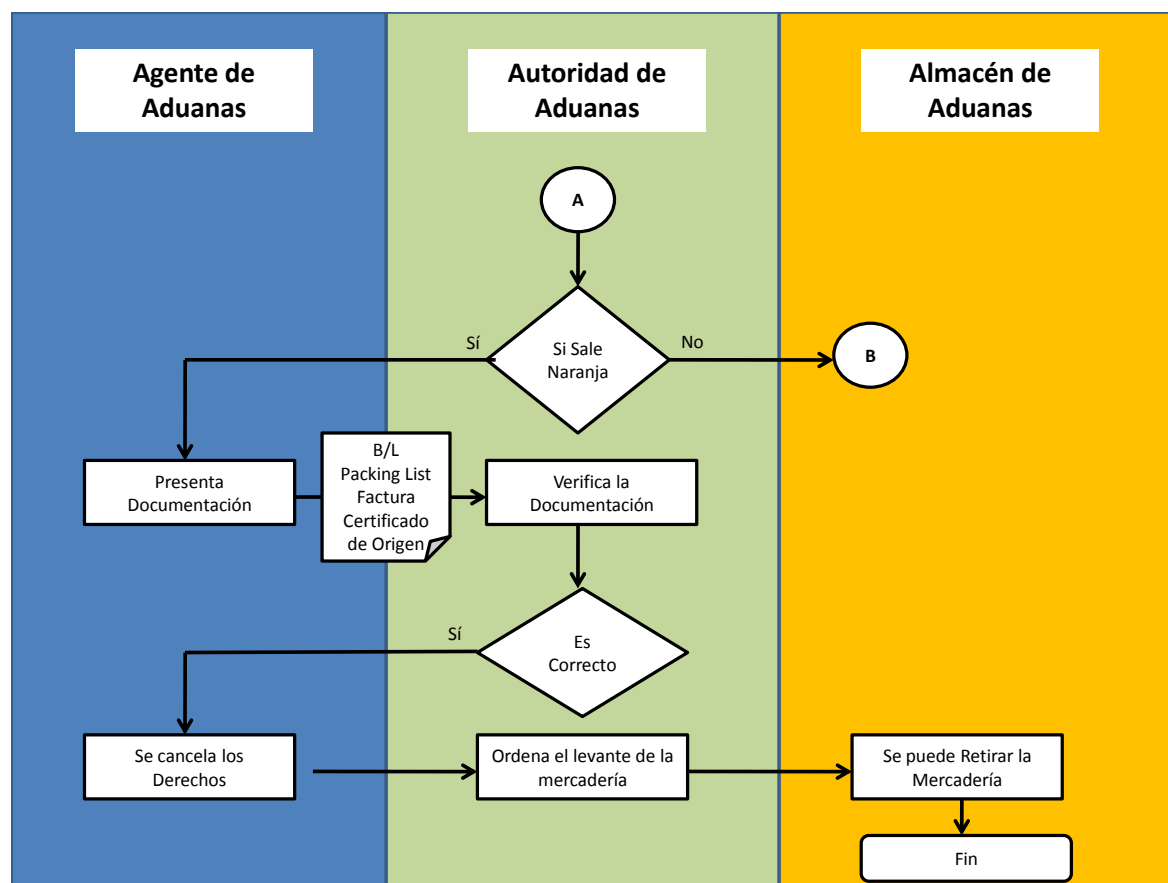 Agente de
Aduanas
Autoridad de
Aduanas
Almacén de
Aduanas
A
Sí
Si Sale
Naranja
No
B
Presenta
Documentación
B/L
Packing List
Factura
Certificado
de Origen
Verifica la
Documentación
Sí
Es
Correcto
Se cancela los
Derechos
Ordena el levante de la
mercadería
Se puede Retirar la
Mercadería
Fin